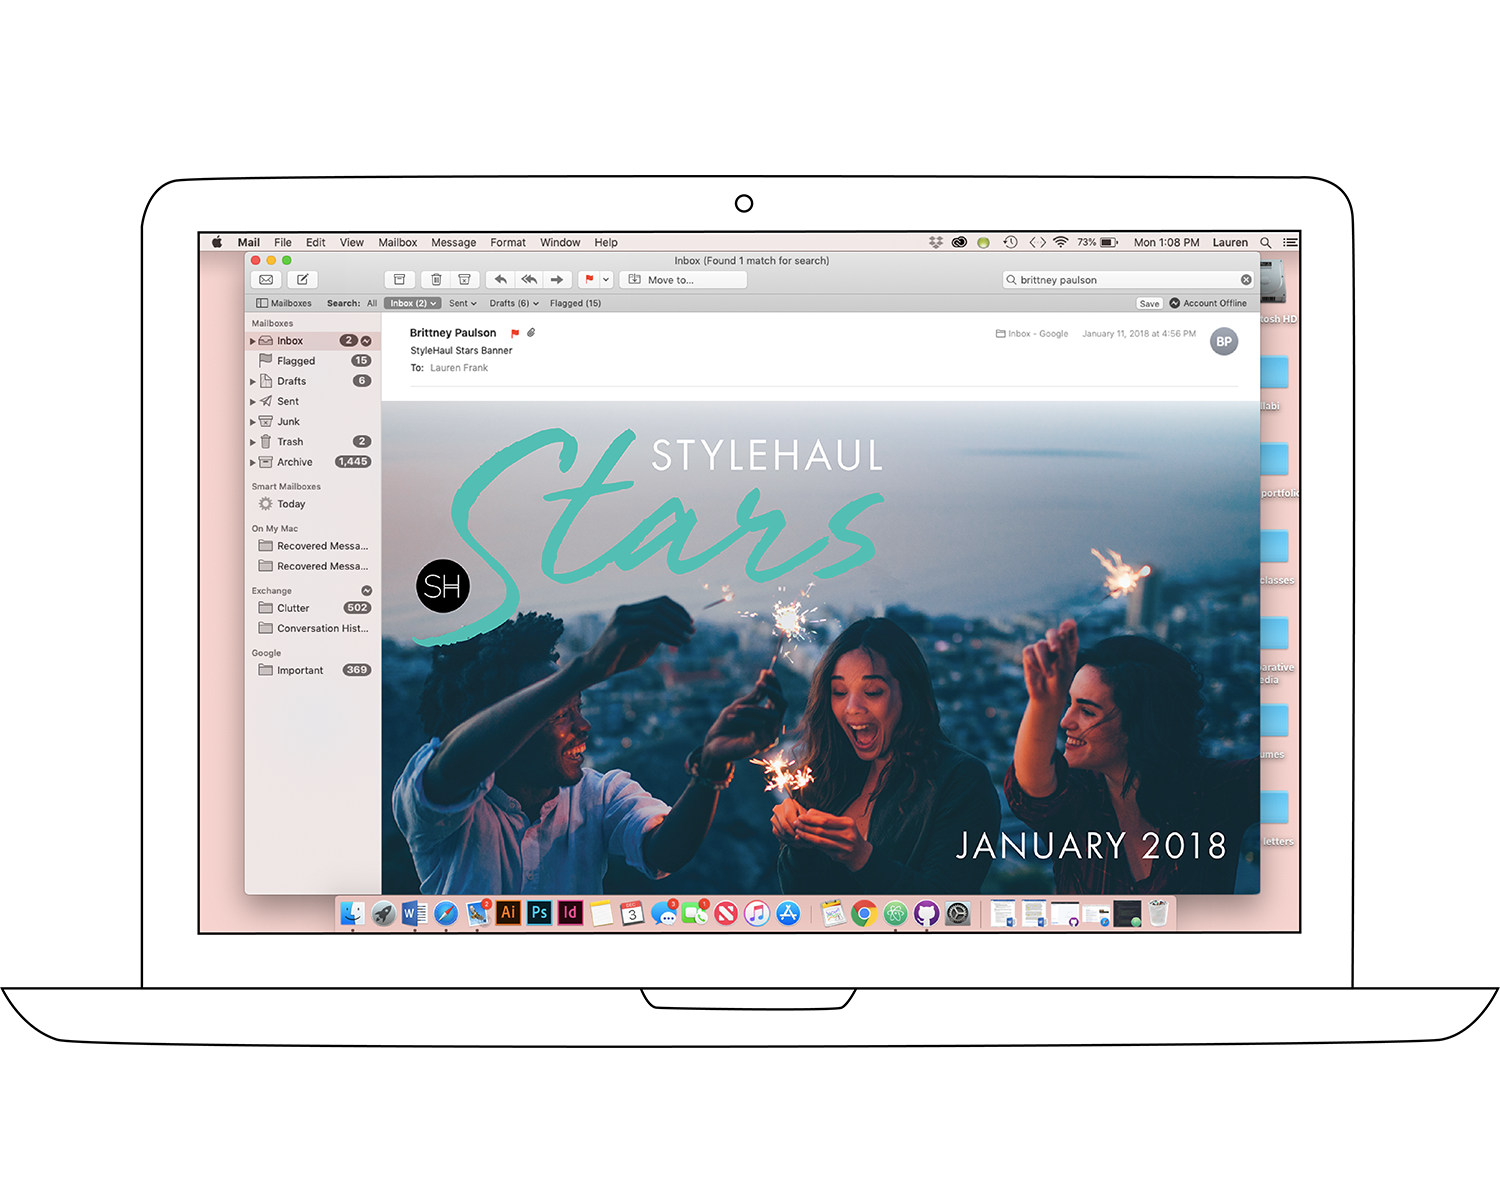 Mail File Edit View Mailbox Message Format Window Help 73% Mon 1:08 PM Lauren
Inbox (Found 1 match for search)
Move to...
brittney paulson
Mailboxes Search: All Inbox (2) Sent Drafts (6) Flagged (15) Save Account Offline
Mailboxes
Inbox 2
Flagged 15
Drafts 6
Sent
Junk
Trash 2
Archive 1,445
Smart Mailboxes
Today
On My Mac
Recovered Messa...
Recovered Messa...
Exchange
Clutter 502
Conversation Hist...
Google
Important 369
Brittney Paulson
Inbox - Google January 11, 2018 at 4:56 PM
BP
StyleHaul Stars Banner
To: Lauren Frank
STYLEHAUL
Stars
SH
JANUARY 2018
tosh HD
llabi
portfolio
classes
arative
edia
umes
letters
W 2 Ai Ps Id DEC 3 3 1